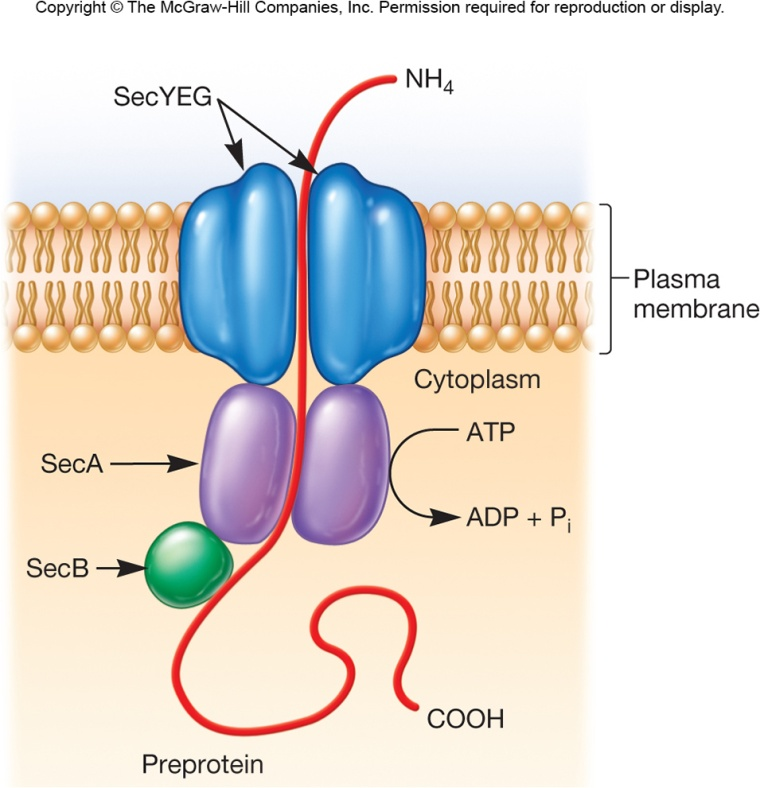 Copyright © The McGraw-Hill Companies, Inc. Permission required for reproduction or display.
NH4
SecYEG
Plasma
membrane
Cytoplasm
ATP
SecA
ADP + Pi
SecB
COOH
Preprotein